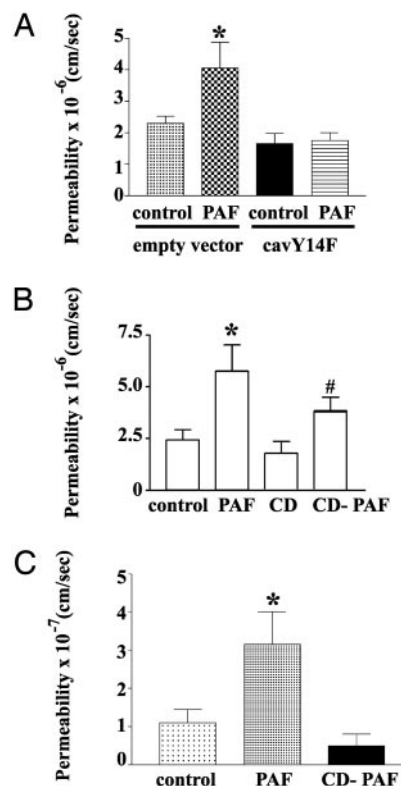 A
Permeability x 10⁻⁶(cm/sec)
5
*
4
3
2
1
0
control PAF control PAF
empty vector cavY14F
B
Permeability x 10⁻⁶(cm/sec)
7.5
*
5.0
#
2.5
0
control PAF CD CD- PAF
C
Permeability x 10⁻⁷(cm/sec)
5
4
*
3
2
1
0
control PAF CD- PAF